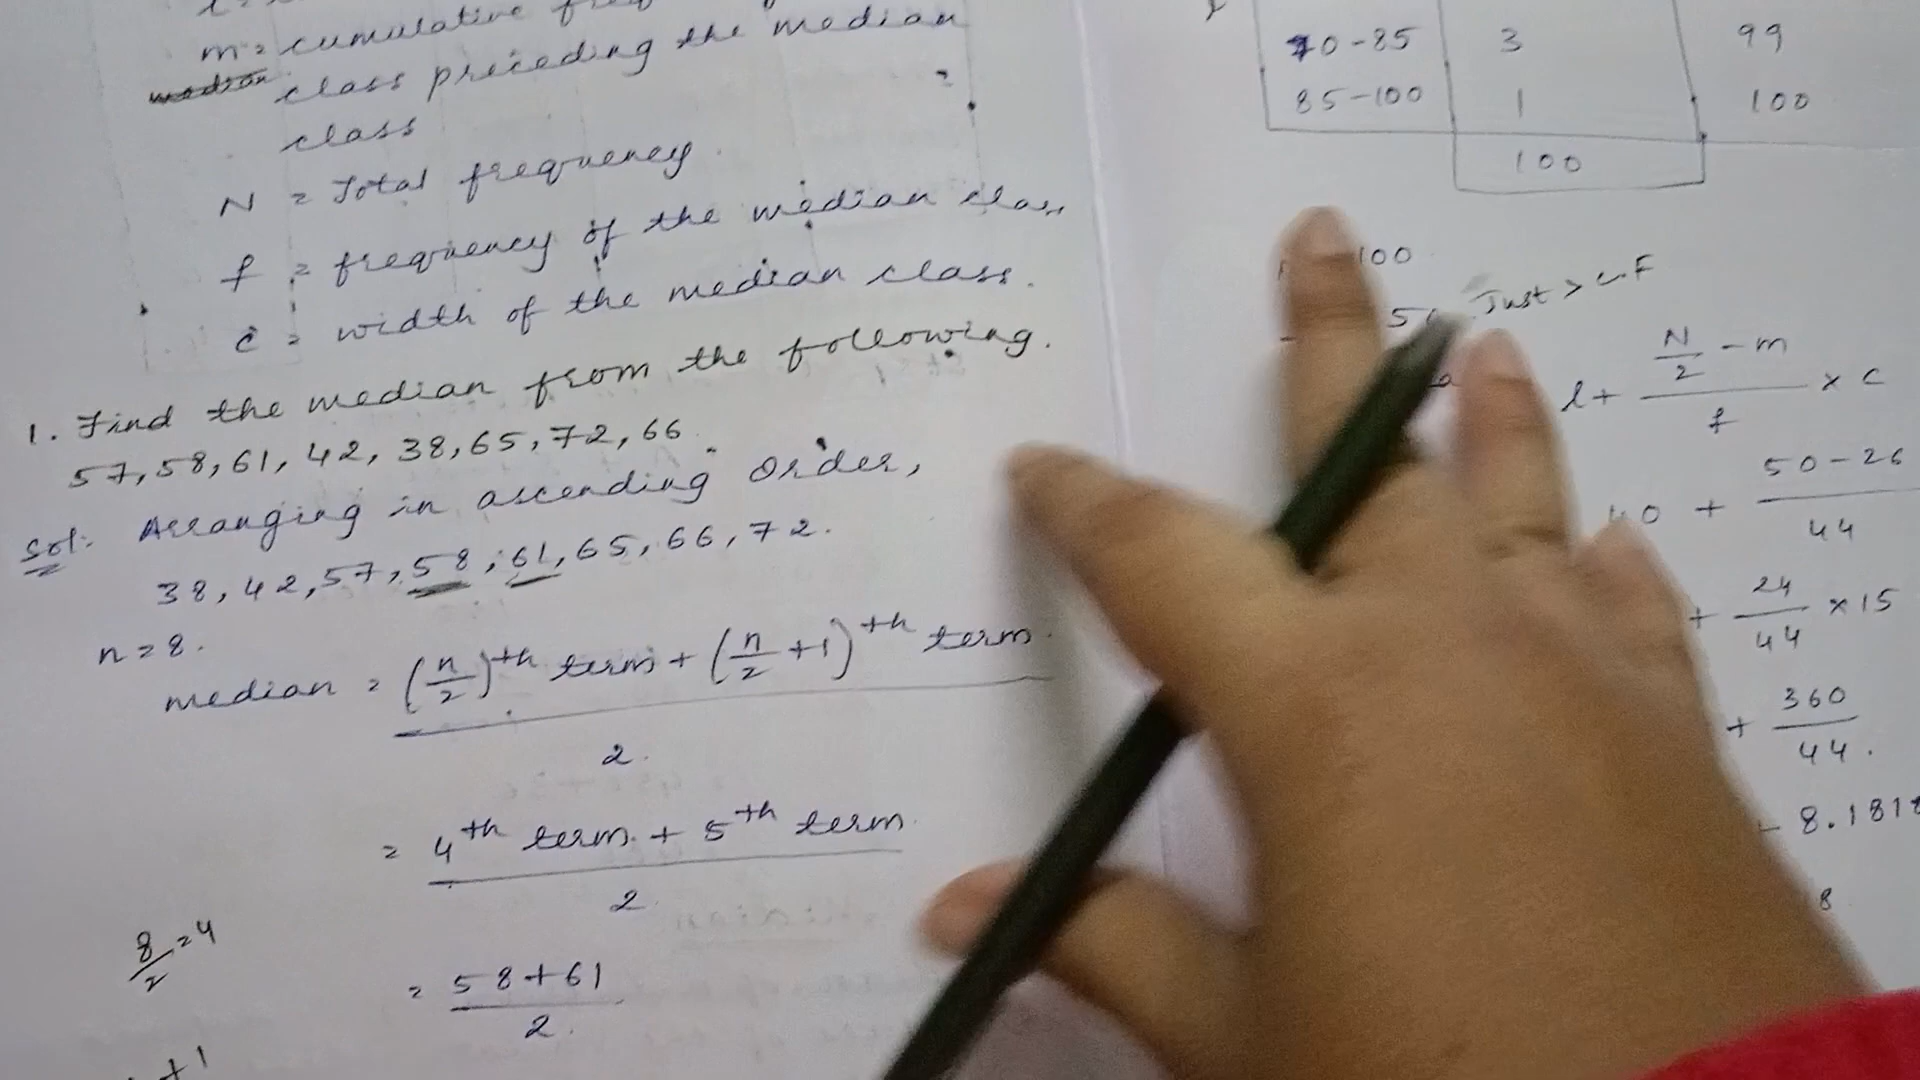 m = cumulative
class preceding the median
class
N = Total frequency
f = frequency of the median class
c = width of the median class.
1. Find the median from the following.
57, 58, 61, 42, 38, 65, 72, 66
Sol: Arranging in ascending order,
38, 42, 57, 58, 61, 65, 66, 72.
n = 8.
median = (n/2)th term + (n/2 + 1)th term
2.
= 4th term + 5th term
2
8/2 = 4
= 58 + 61
2.
+ 1
70-85 3 99
85-100 1 100
100
100
Just > C.F
l + N/2 - m / f × c
40 + 50-26
44
+ 24/44 × 15
+ 360/44.
8.1818
8